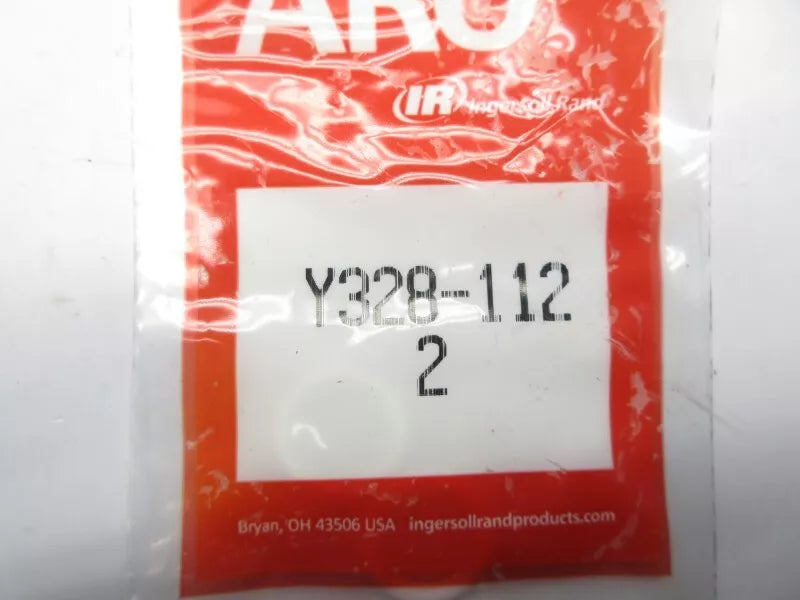 ARO
IR Ingersoll Rand
Y328-112
2
Bryan, OH 43506 USA ingersollrandproducts.com